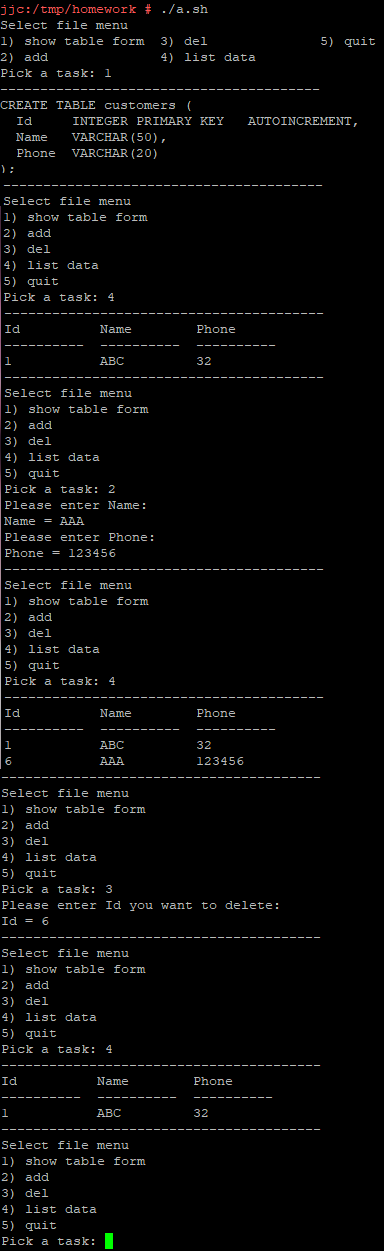 jjc:/tmp/homework # ./a.sh
Select file menu
1) show table form  3) del              5) quit
2) add              4) list data
Pick a task: 1
----------------------------------------
CREATE TABLE customers (
  Id     INTEGER PRIMARY KEY   AUTOINCREMENT,
  Name   VARCHAR(50),
  Phone  VARCHAR(20)
);
----------------------------------------
Select file menu
1) show table form
2) add
3) del
4) list data
5) quit
Pick a task: 4
----------------------------------------
Id          Name        Phone
----------  ----------  ----------
1           ABC         32
----------------------------------------
Select file menu
1) show table form
2) add
3) del
4) list data
5) quit
Pick a task: 2
Please enter Name:
Name = AAA
Please enter Phone:
Phone = 123456
----------------------------------------
Select file menu
1) show table form
2) add
3) del
4) list data
5) quit
Pick a task: 4
----------------------------------------
Id          Name        Phone
----------  ----------  ----------
1           ABC         32
6           AAA         123456
----------------------------------------
Select file menu
1) show table form
2) add
3) del
4) list data
5) quit
Pick a task: 3
Please enter Id you want to delete:
Id = 6
----------------------------------------
Select file menu
1) show table form
2) add
3) del
4) list data
5) quit
Pick a task: 4
----------------------------------------
Id          Name        Phone
----------  ----------  ----------
1           ABC         32
----------------------------------------
Select file menu
1) show table form
2) add
3) del
4) list data
5) quit
Pick a task: